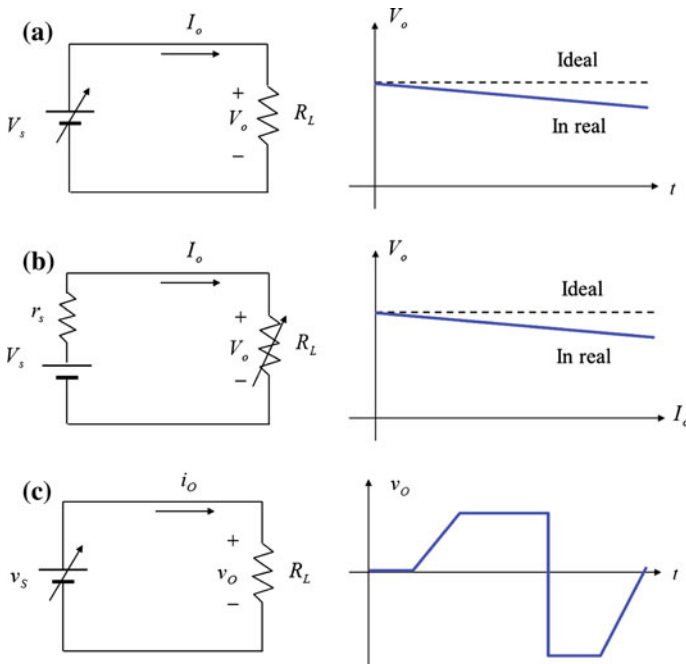 (a)
I_o
V_s
+
V_o
−
R_L
V_o
Ideal
In real
t
(b)
I_o
r_s
V_s
+
V_o
−
R_L
V_o
Ideal
In real
I_o
(c)
i_O
v_S
+
v_O
−
R_L
v_O
t